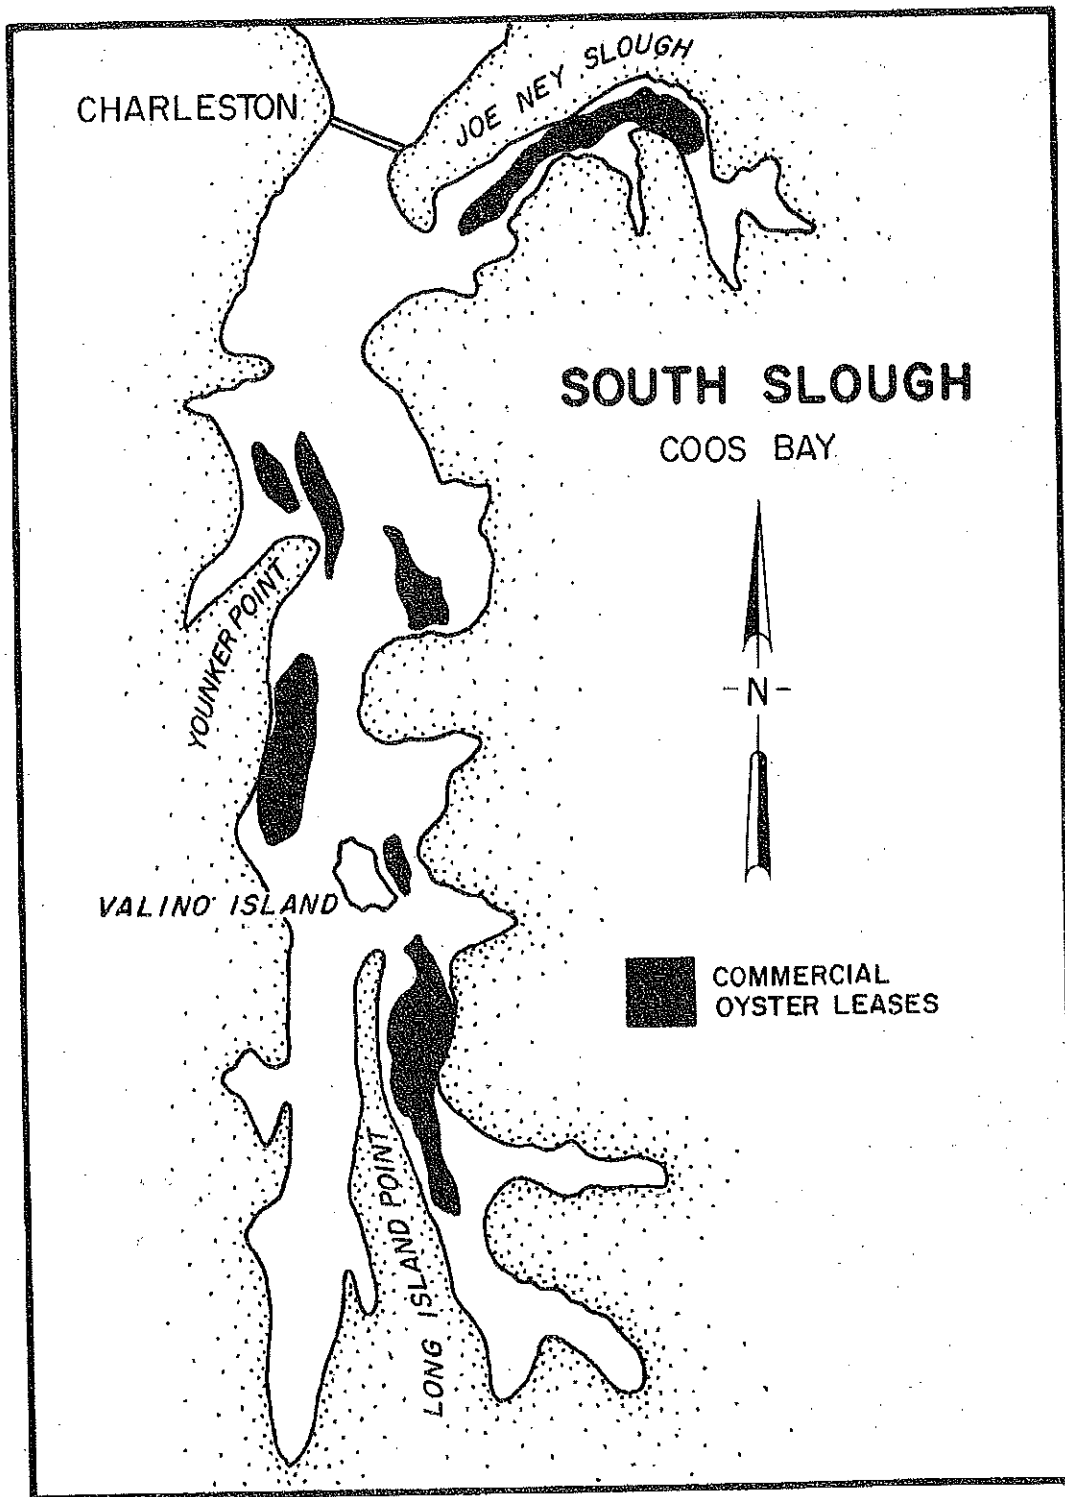 JOE NEY SLOUGH
CHARLESTON
SOUTH SLOUGH
COOS BAY
YOUNKER POINT
N
VALINO ISLAND
COMMERCIAL
OYSTER LEASES
LONG ISLAND POINT